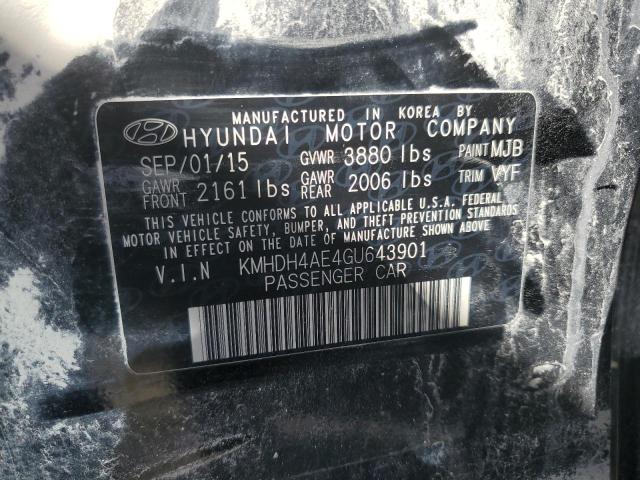 MANUFACTURED IN KOREA BY
HYUNDAI MOTOR COMPANY
SEP/01/15 GVWR 3880 lbs PAINT MJB
GAWR FRONT 2161 lbs GAWR REAR 2006 lbs TRIM VYF
THIS VEHICLE CONFORMS TO ALL APPLICABLE U.S.A. FEDERAL
MOTOR VEHICLE SAFETY, BUMPER, AND THEFT PREVENTION STANDARDS
IN EFFECT ON THE DATE OF MANUFACTURE SHOWN ABOVE
V.I.N KMHDH4AE4GU643901
PASSENGER CAR